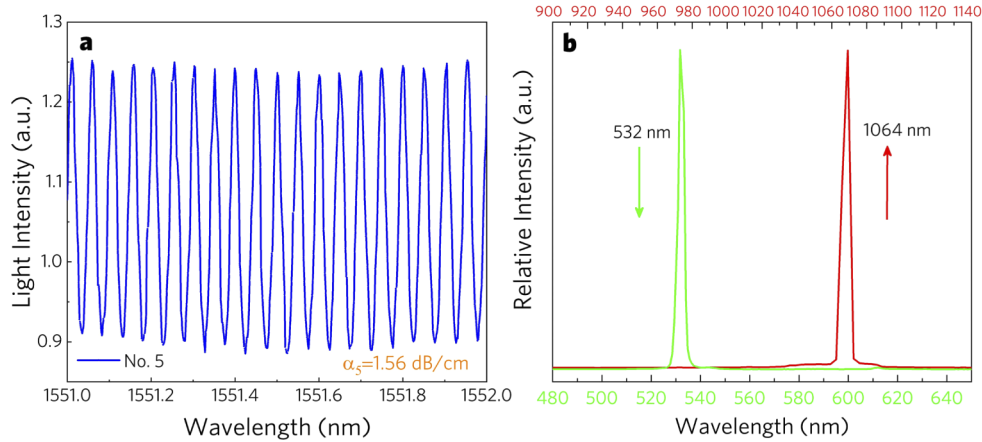 a
1.3
1.2
1.1
1.0
0.9
Light Intensity (a.u.)
No. 5
α5=1.56 dB/cm
1551.0 1551.2 1551.4 1551.6 1551.8 1552.0
Wavelength (nm)
900 920 940 960 980 1000 1020 1040 1060 1080 1100 1120 1140
b
Relative Intensity (a.u.)
532 nm
1064 nm
480 500 520 540 560 580 600 620 640
Wavelength (nm)